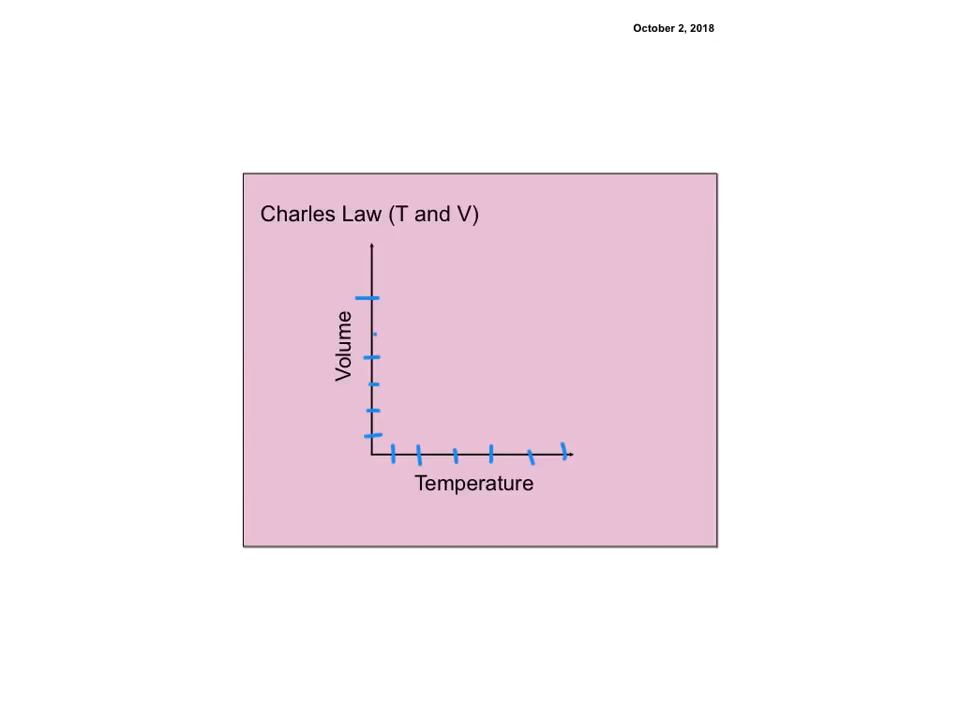 October 2, 2018
Charles Law (T and V)
Volume
Temperature